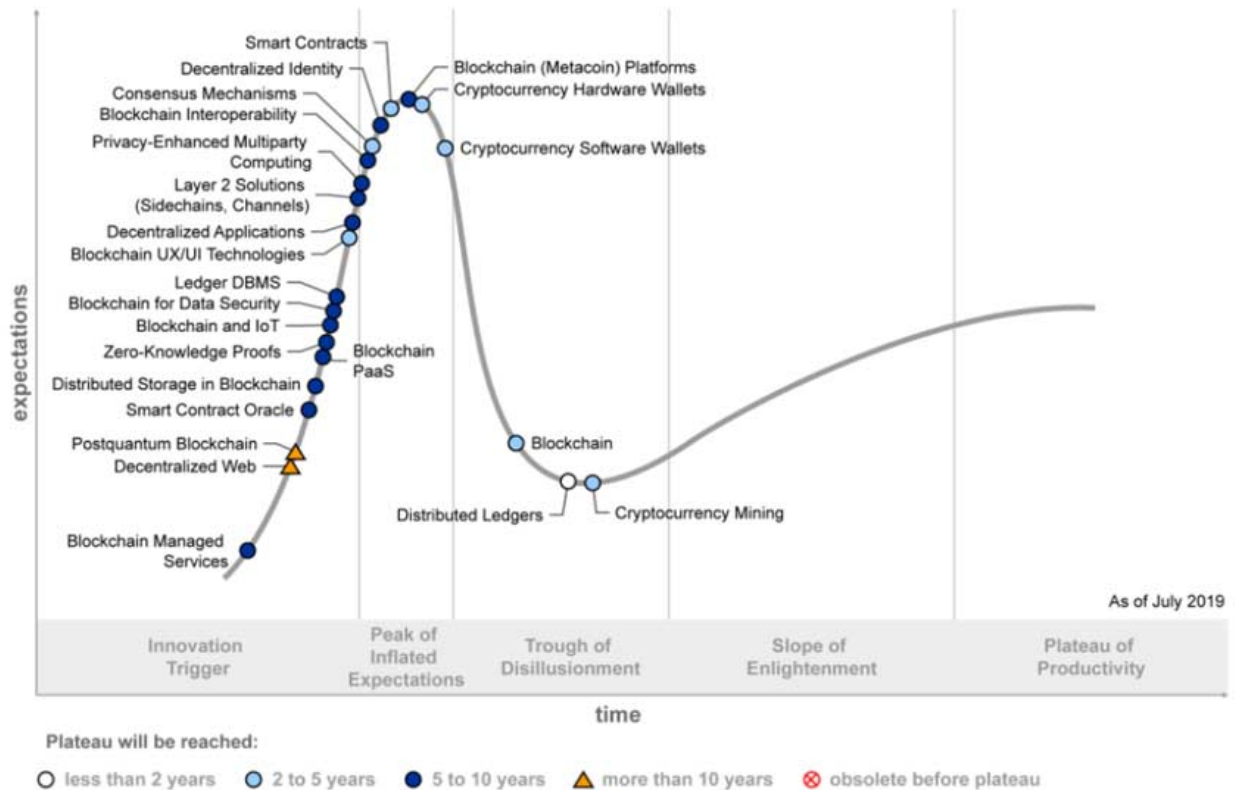 Smart Contracts
Decentralized Identity
Consensus Mechanisms
Blockchain Interoperability
Privacy-Enhanced Multiparty
Computing
Layer 2 Solutions
(Sidechains, Channels)
Decentralized Applications
Blockchain UX/UI Technologies
Ledger DBMS
Blockchain for Data Security
Blockchain and IoT
Zero-Knowledge Proofs
Blockchain
PaaS
Distributed Storage in Blockchain
Smart Contract Oracle
Postquantum Blockchain
Decentralized Web
Blockchain Managed
Services
Blockchain (Metacoin) Platforms
Cryptocurrency Hardware Wallets
Cryptocurrency Software Wallets
Blockchain
Distributed Ledgers
Cryptocurrency Mining
expectations
As of July 2019
Innovation
Trigger
Peak of
Inflated
Expectations
Trough of
Disillusionment
Slope of
Enlightenment
Plateau of
Productivity
time
Plateau will be reached:
less than 2 years
2 to 5 years
5 to 10 years
more than 10 years
obsolete before plateau